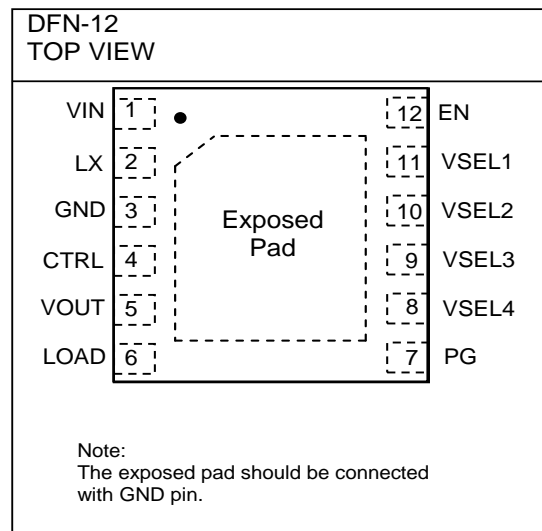 DFN-12
TOP VIEW
VIN 1
12 EN
LX 2
11 VSEL1
GND 3
10 VSEL2
Exposed
Pad
CTRL 4
9 VSEL3
VOUT 5
8 VSEL4
LOAD 6
7 PG
Note:
The exposed pad should be connected
with GND pin.